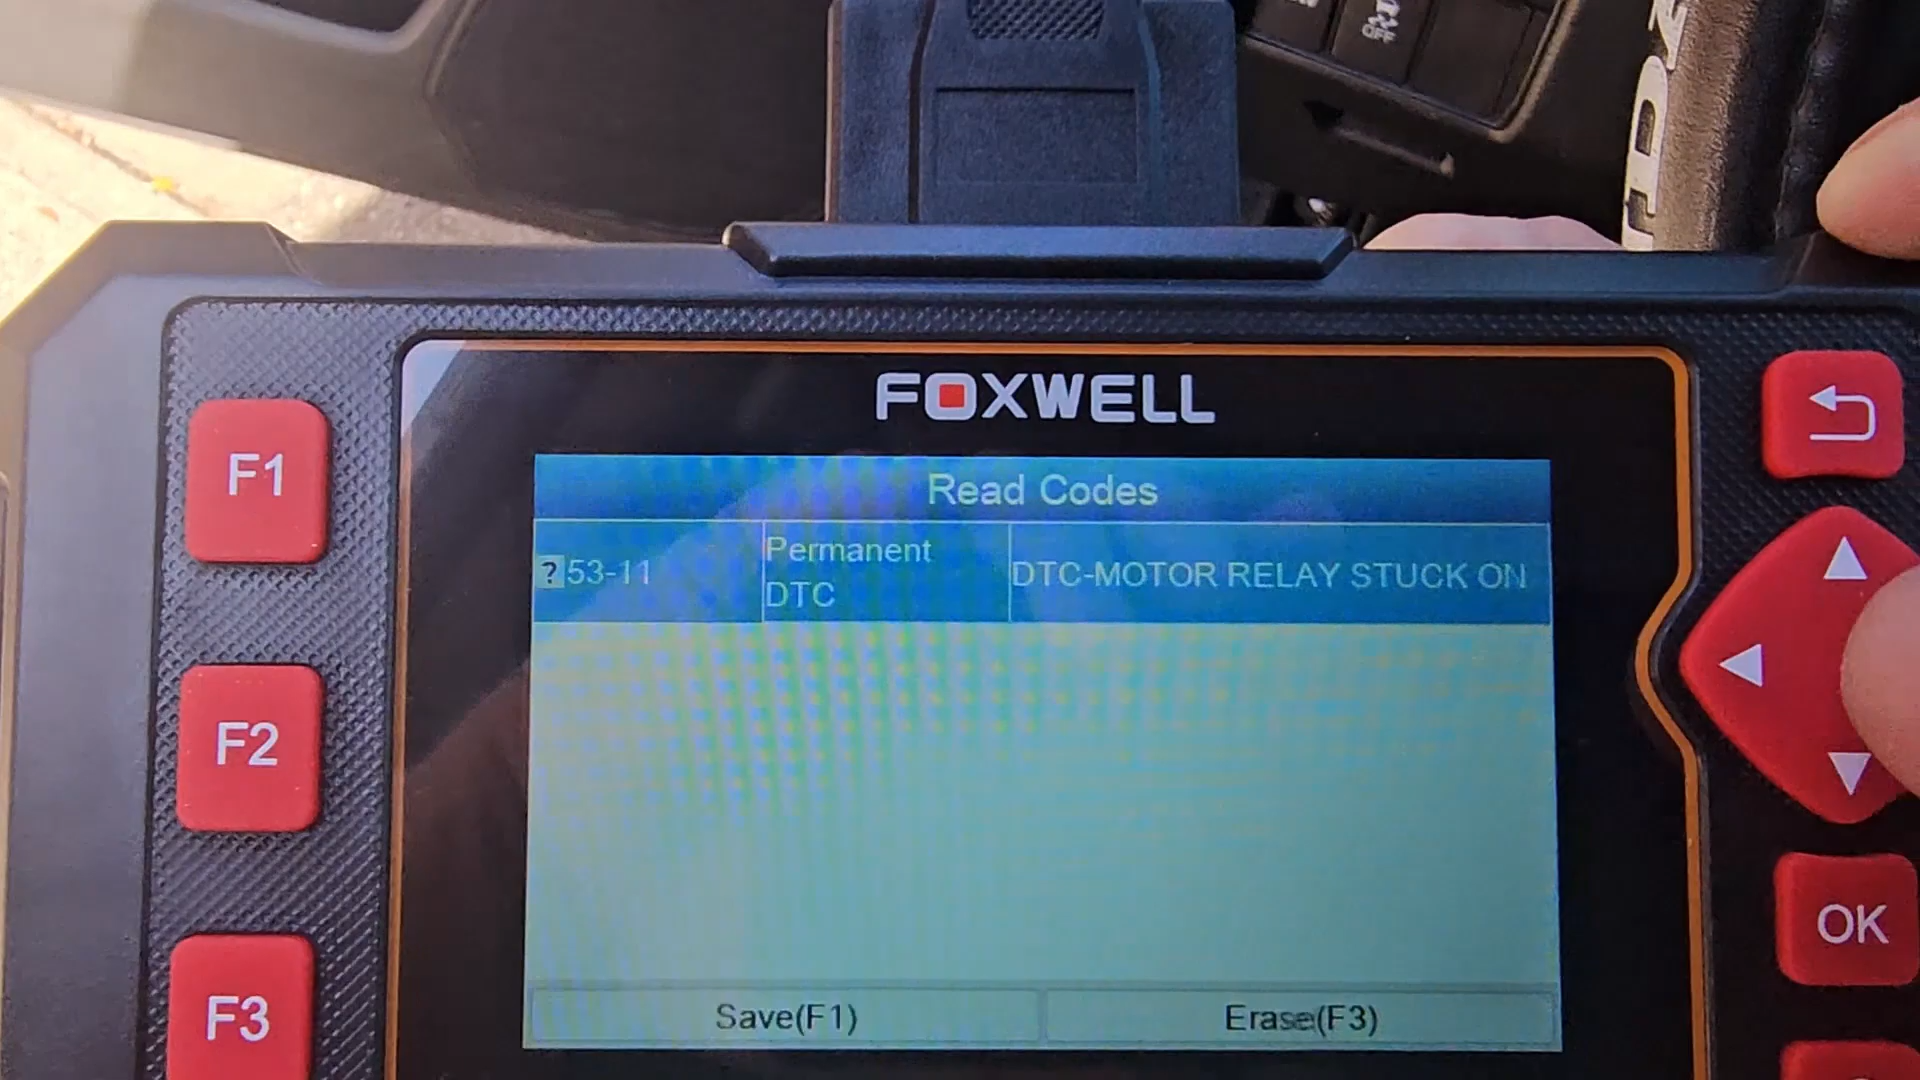 OFF
FOXWELL
F1
Read Codes
?53-11
Permanent
DTC
DTC-MOTOR RELAY STUCK ON
F2
OK
F3
Save(F1)
Erase(F3)